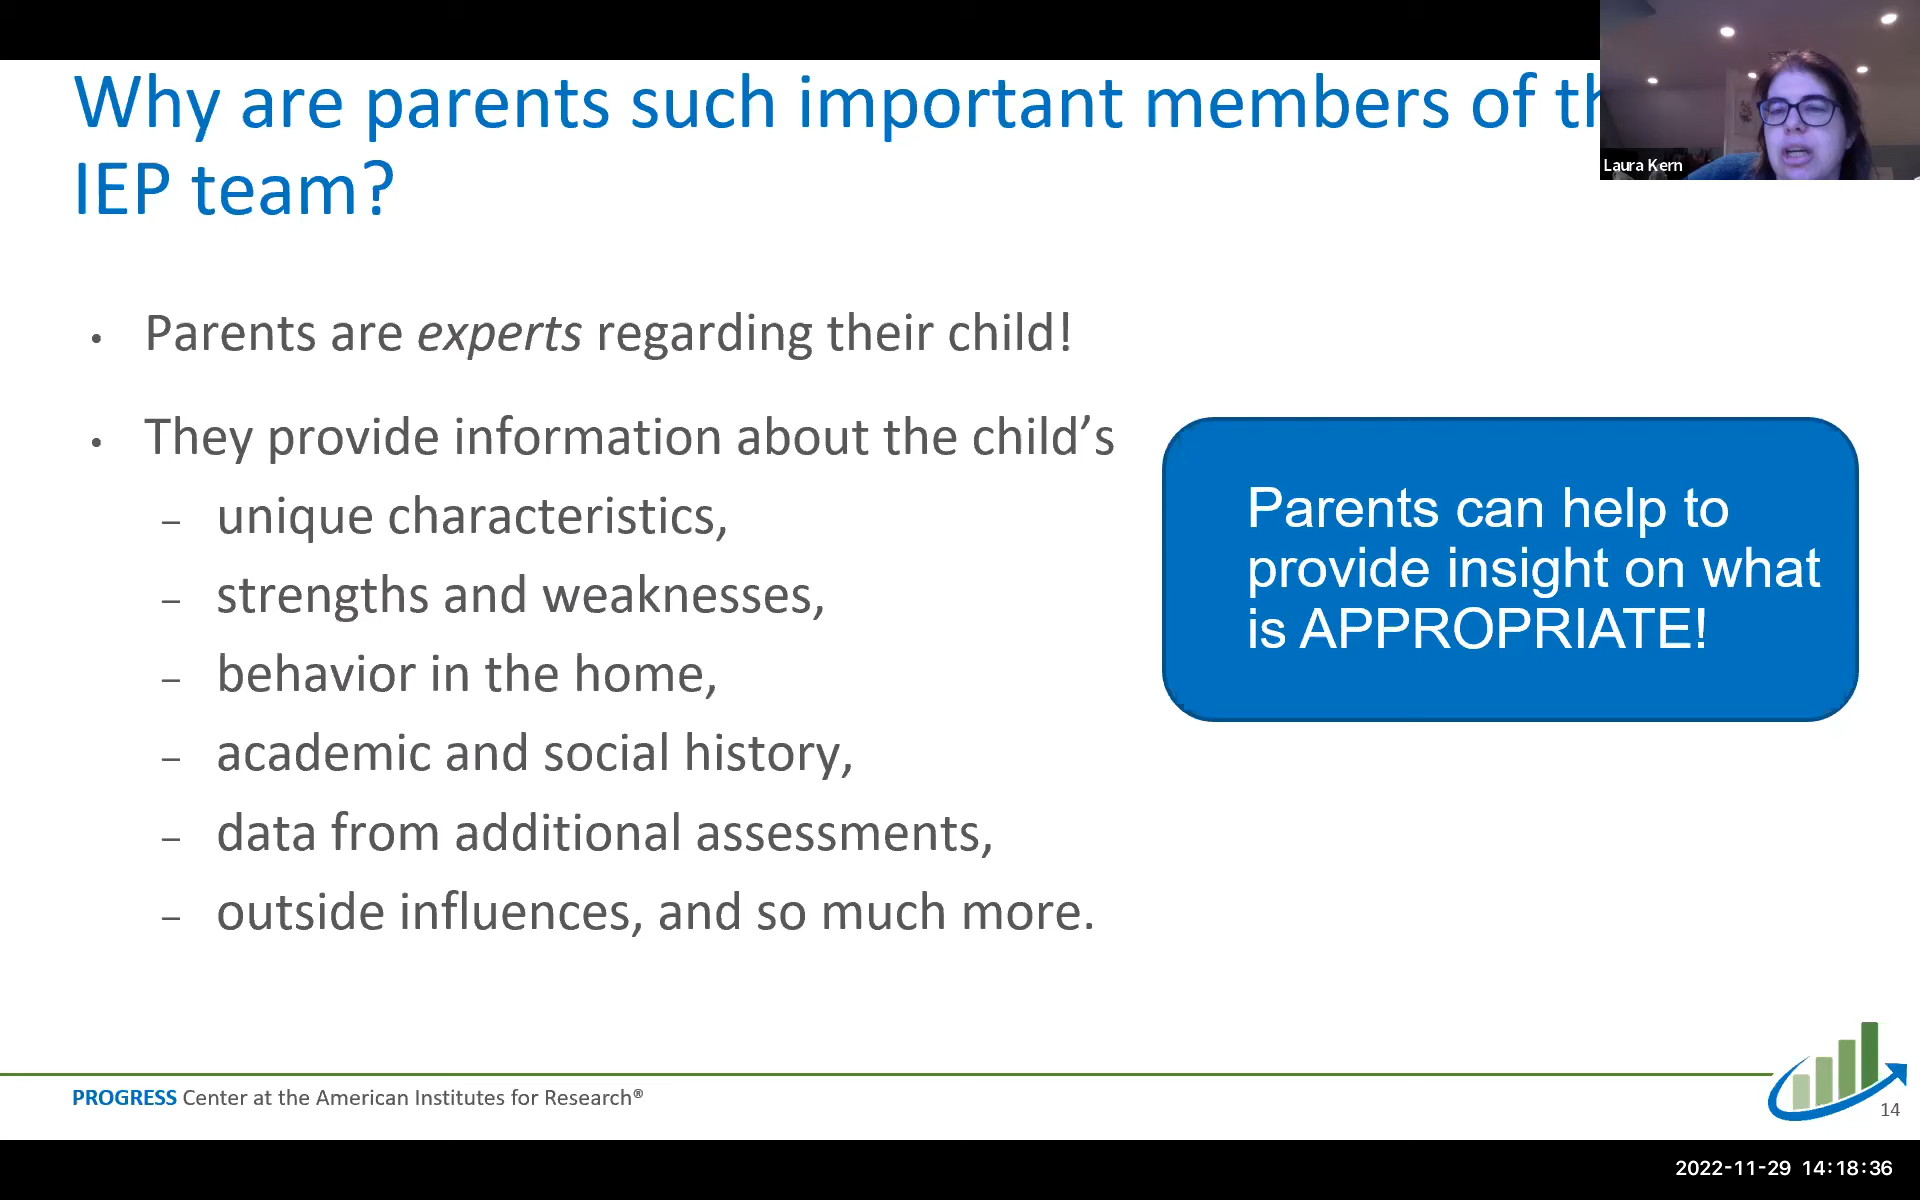 Why are parents such important members of th
IEP team?
Laura Kern
• Parents are experts regarding their child!
• They provide information about the child’s
– unique characteristics,
– strengths and weaknesses,
– behavior in the home,
– academic and social history,
– data from additional assessments,
– outside influences, and so much more.
Parents can help to
provide insight on what
is APPROPRIATE!
PROGRESS Center at the American Institutes for Research®
14
2022-11-29 14:18:36